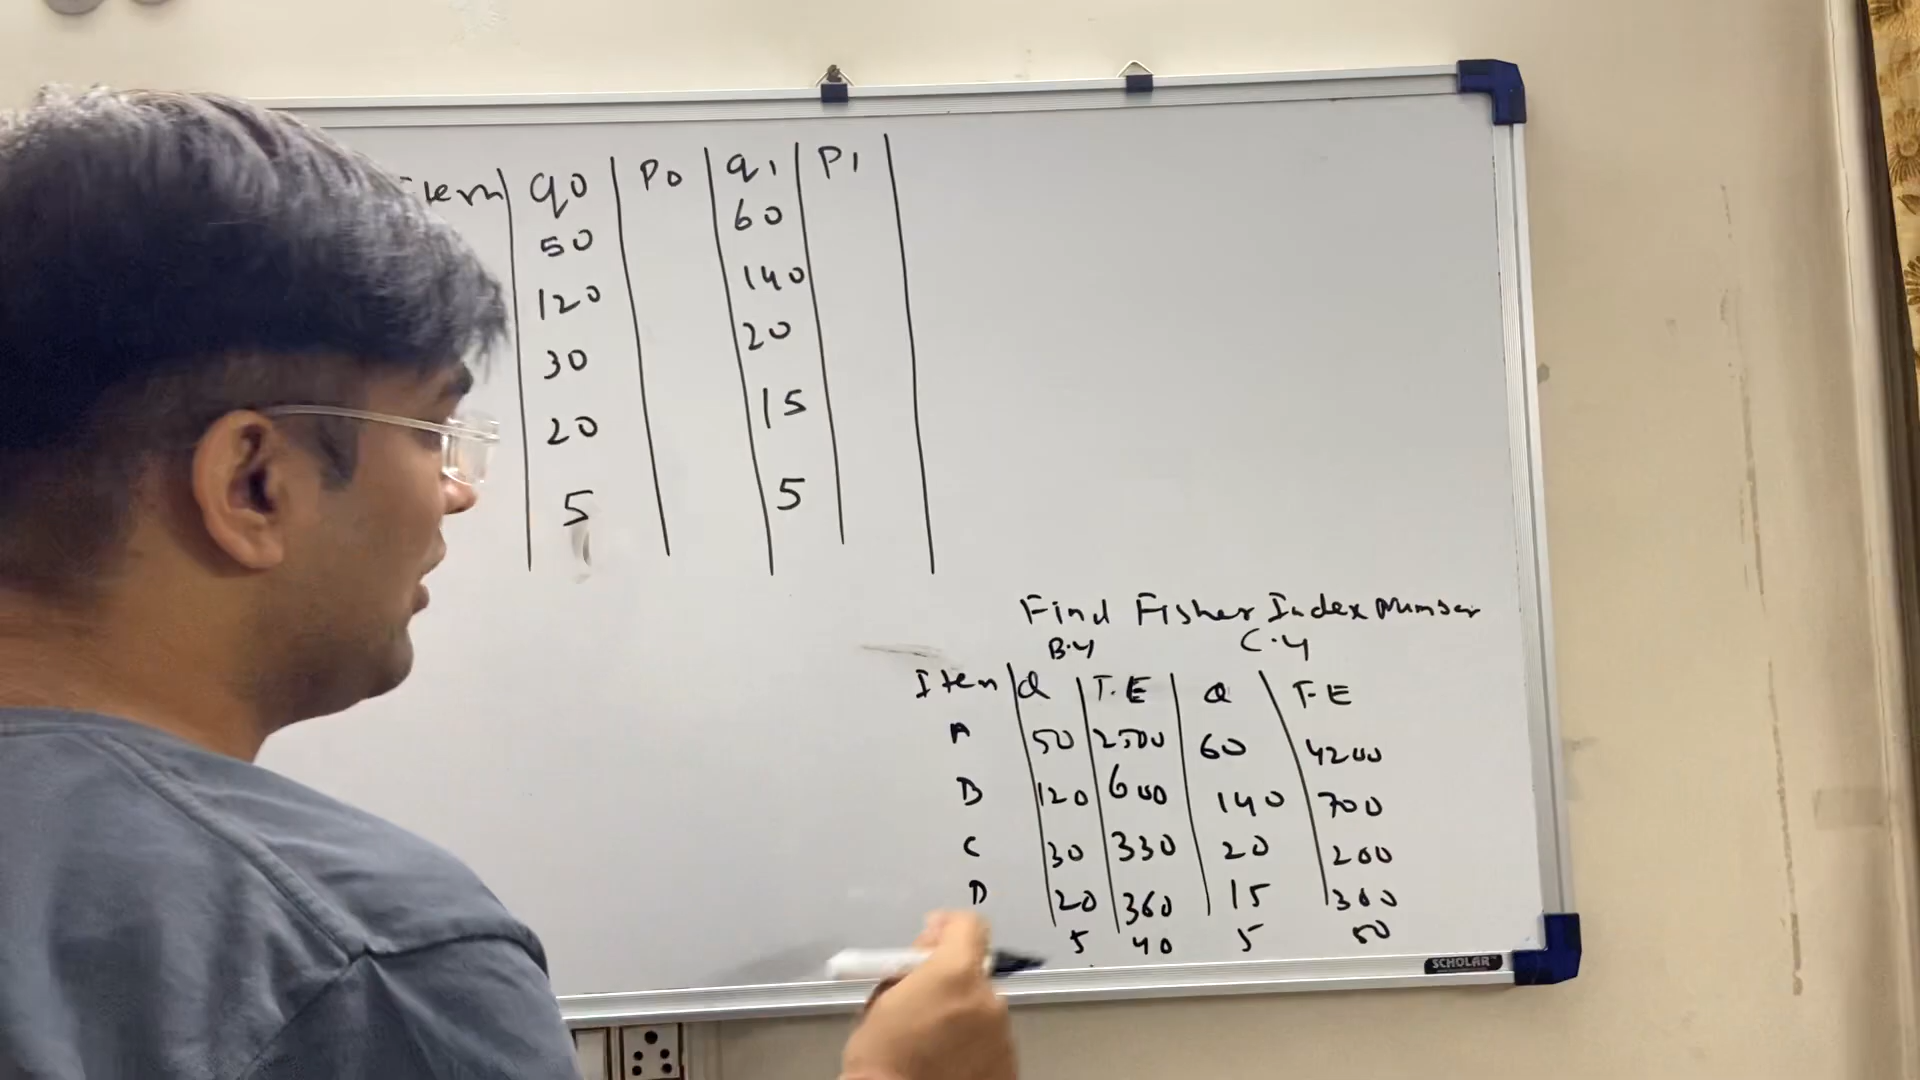 Item q0 P0 q1 P1
50 60
120 140
30 20
20 15
5 5
Find Fisher Index Number
B.Y C.Y
Item Q T.E Q T.E
A 50 2500 60 4200
B 120 600 140 700
C 30 330 20 200
D 20 360 15 300
5 40 5 50
SCHOLAR